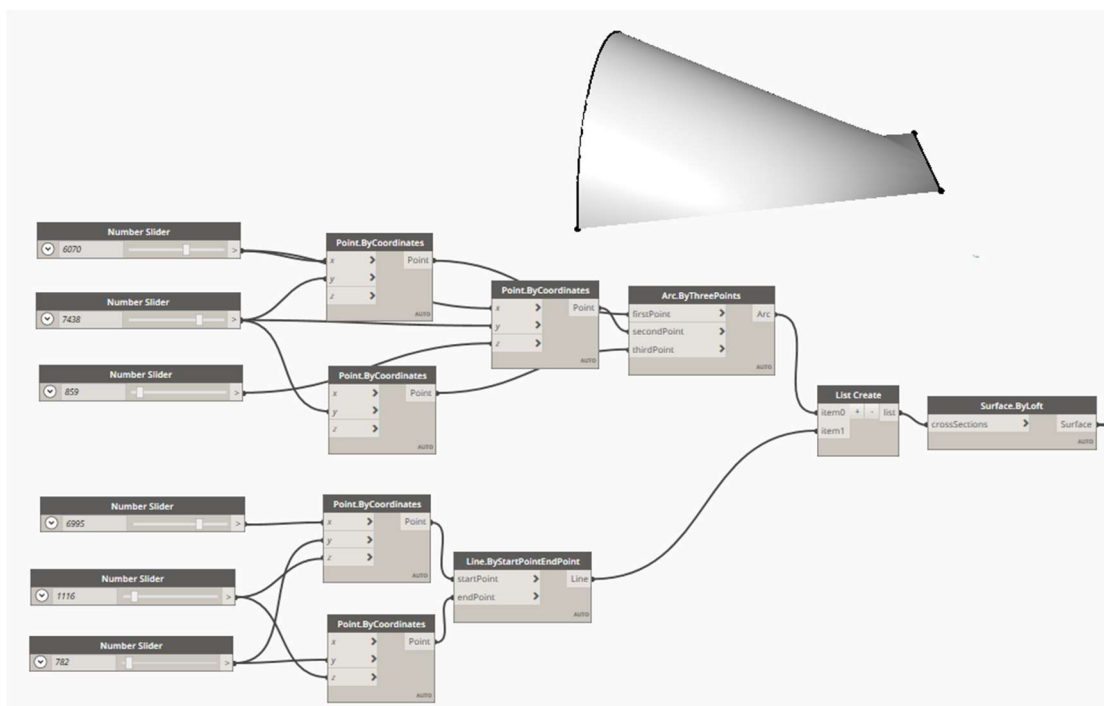 Number Slider
6070
>
Number Slider
7438
>
Number Slider
859
>
Point.ByCoordinates
x > Point
y >
z >
AUTO
Point.ByCoordinates
x > Point
y >
z >
AUTO
Point.ByCoordinates
x > Point
y >
z >
AUTO
Arc.ByThreePoints
firstPoint > Arc
secondPoint >
thirdPoint >
AUTO
List Create
item0 + - list
item1
Surface.ByLoft
crossSections > Surface
AUTO
Number Slider
6995
>
Number Slider
1116
>
Number Slider
782
>
Point.ByCoordinates
x > Point
y >
z >
AUTO
Point.ByCoordinates
x > Point
y >
z >
AUTO
Line.ByStartPointEndPoint
startPoint > Line
endPoint >
AUTO